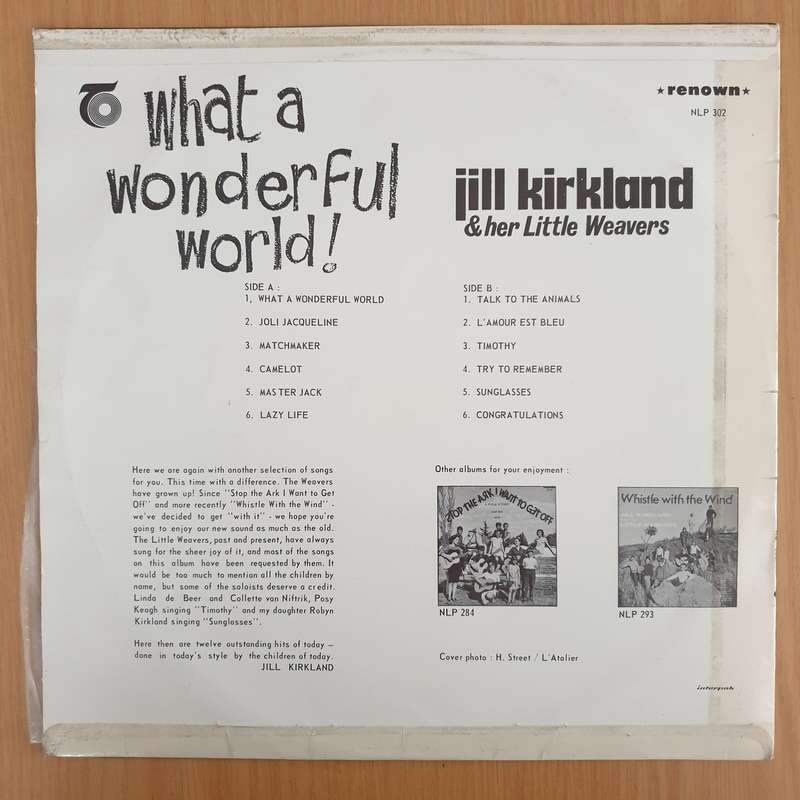 what a
wonderful
world!
★renown★
NLP 302
jill kirkland
& her Little Weavers
SIDE A :
1, WHAT A WONDERFUL WORLD
2. JOLI JACQUELINE
3. MATCHMAKER
4. CAMELOT
5. MASTER JACK
6. LAZY LIFE
SIDE B :
1. TALK TO THE ANIMALS
2. L'AMOUR EST BLEU
3. TIMOTHY
4. TRY TO REMEMBER
5. SUNGLASSES
6. CONGRATULATIONS
Here we are again with another selection of songs
for you. This time with a difference. The Weavers
have grown up! Since "Stop the Ark I Want to Get
Off" and more recently "Whistle With the Wind" -
we've decided to get "with it" - we hope you're
going to enjoy our new sound as much as the old.
The Little Weavers, past and present, have always
sung for the sheer joy of it, and most of the songs
on this album have been requested by them. It
would be too much to mention all the children by
name, but some of the soloists deserve a credit.
Linda de Beer and Collette van Niftrik, Posy
Keogh singing "Timothy" and my daughter Robyn
Kirkland singing "Sunglasses".
Here then are twelve outstanding hits of today –
done in today's style by the children of today.
JILL KIRKLAND
Other albums for your enjoyment :
STOP THE ARK I WANT TO GET OFF
NLP 284
Whistle with the Wind
NLP 293
Cover photo : H. Street / L'Atelier
interpak